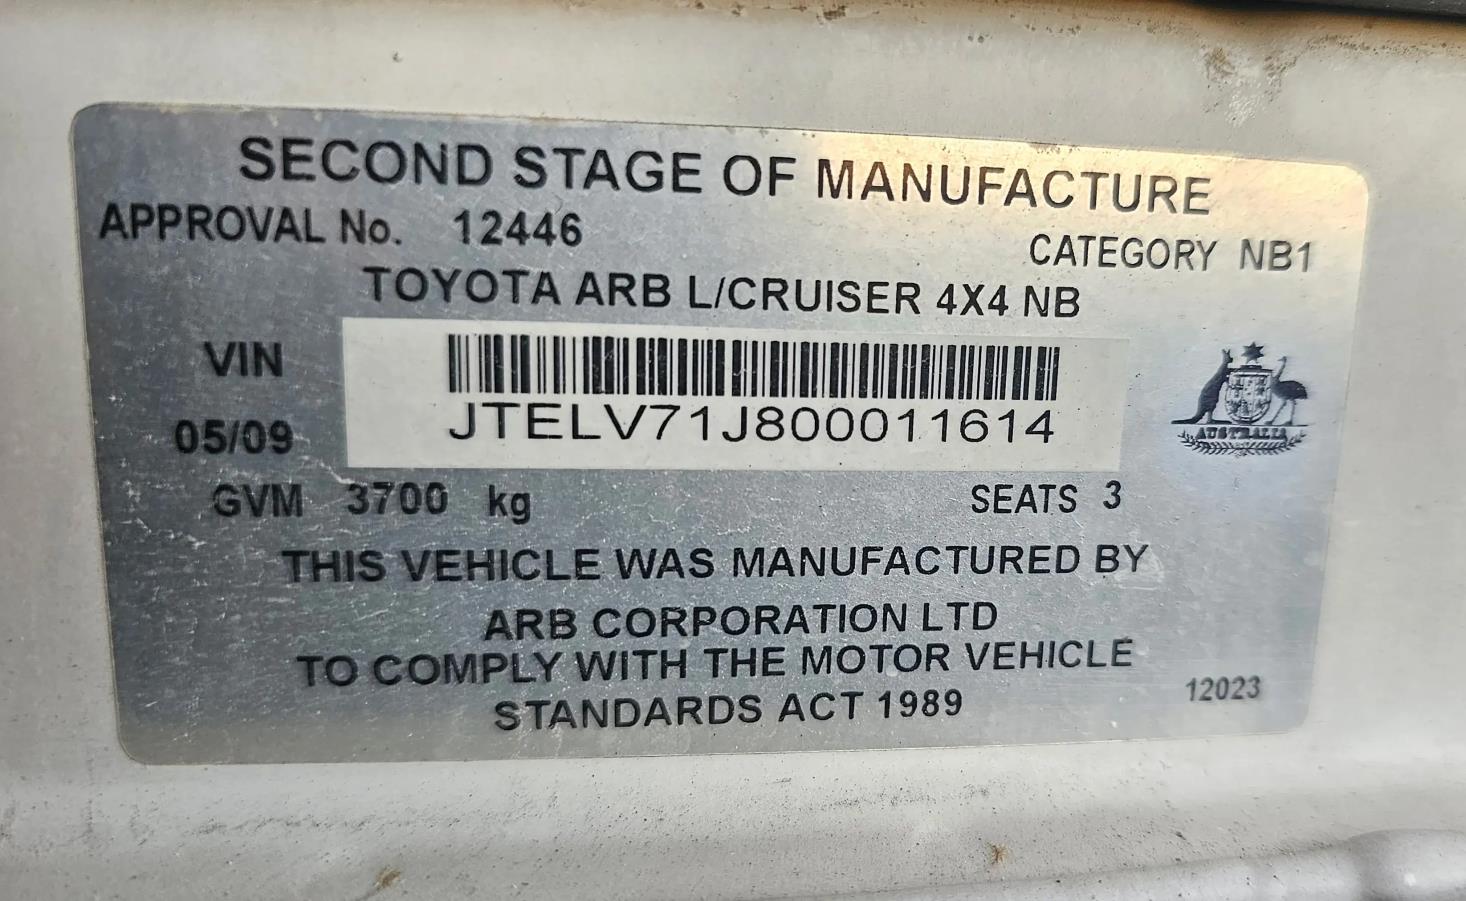 SECOND STAGE OF MANUFACTURE
APPROVAL No. 12446
CATEGORY NB1
TOYOTA ARB L/CRUISER 4X4 NB
VIN
JTELV71J800011614
05/09
AUSTRALIA
GVM 3700 kg
SEATS 3
THIS VEHICLE WAS MANUFACTURED BY
ARB CORPORATION LTD
TO COMPLY WITH THE MOTOR VEHICLE
STANDARDS ACT 1989
12023